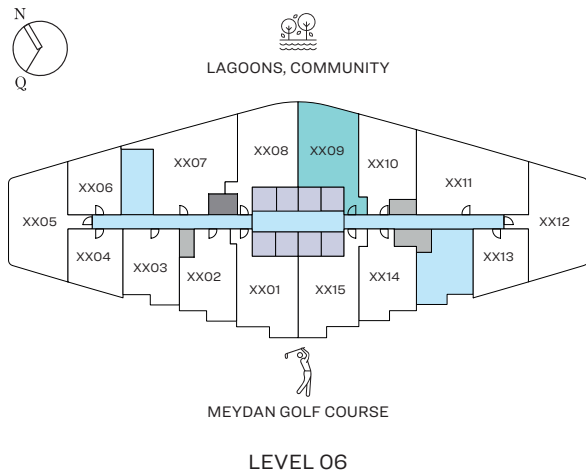 N
Q
LAGOONS, COMMUNITY
XX08
XX09
XX07
XX10
XX06
XX11
XX05
XX12
XX04
XX03
XX02
XX01
XX15
XX14
XX13
MEYDAN GOLF COURSE
LEVEL 06